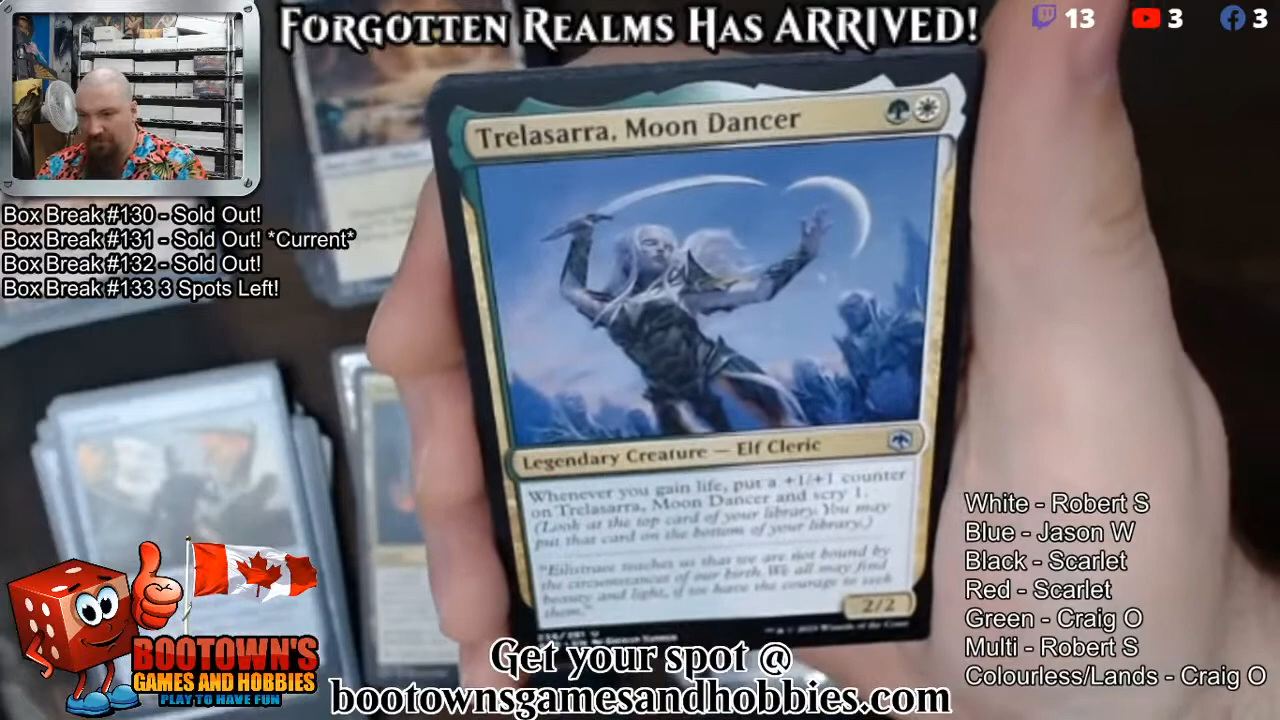 FORGOTTEN REALMS HAS ARRIVED!
13
3
3
Box Break #130 - Sold Out!
Box Break #131 - Sold Out! *Current*
Box Break #132 - Sold Out!
Box Break #133 3 Spots Left!
Trelasarra, Moon Dancer
Legendary Creature — Elf Cleric
Whenever you gain life, put a +1/+1 counter
on Trelasarra, Moon Dancer and scry 1.
(Look at the top card of your library. You may
put that card on the bottom of your library.)
"Eilistraee teaches us that we are not bound by
the circumstances of our birth. We all may find
beauty and light, if we have the courage to seek
them."
2/2
White - Robert S
Blue - Jason W
Black - Scarlet
Red - Scarlet
Green - Craig O
Multi - Robert S
Colourless/Lands - Craig O
BOOTOWN'S
GAMES AND HOBBIES
PLAY TO HAVE FUN
Get your spot @
bootownsgamesandhobbies.com